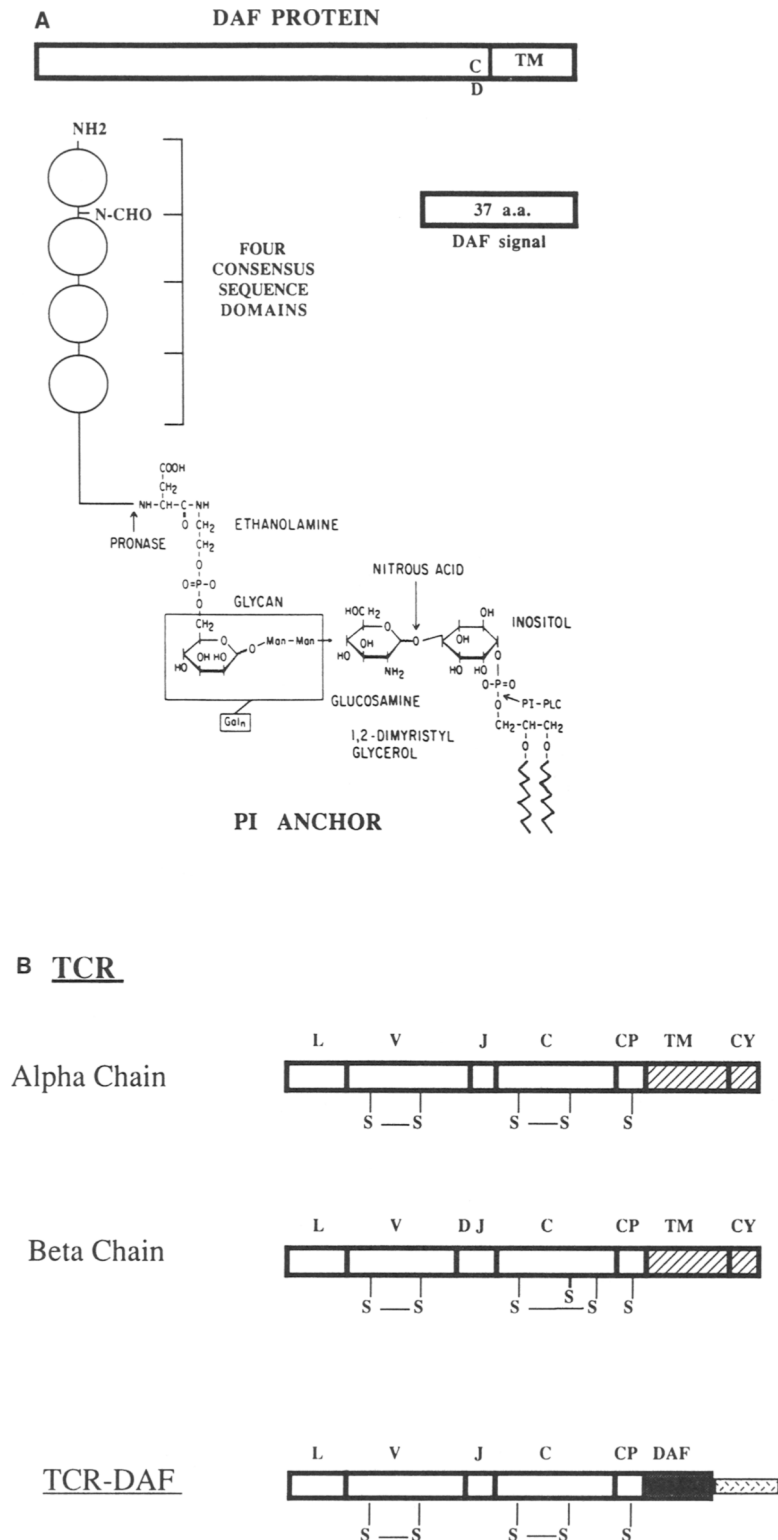 A
DAF PROTEIN
C
TM
D
NH2
N-CHO
FOUR
CONSENSUS
SEQUENCE
DOMAINS
37 a.a.
DAF signal
COOH
CH2
NH-CH-C-NH
O CH2
CH2
O
O=P-O
O
CH2
PRONASE
ETHANOLAMINE
GLYCAN
O
OH HO
HO
O-Man-Man
Galn
NITROUS ACID
HOCH2
O
OH
HO
NH2
O
GLUCOSAMINE
OH
OH
HO
HO
INOSITOL
O
O-P=O
O
PI-PLC
CH2-CH-CH2
O O
1,2-DIMYRISTYL
GLYCEROL
PI ANCHOR
B TCR
L V J C CP TM CY
Alpha Chain
S S S S S
L V D J C CP TM CY
Beta Chain
S
S S S S S
L V J C CP DAF
TCR-DAF
S S S S S